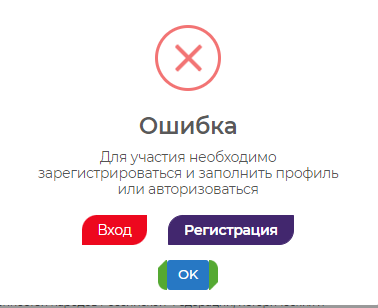 Ошибка
Для участия необходимо
зарегистрироваться и заполнить профиль
или авторизоваться
Вход Регистрация
OK